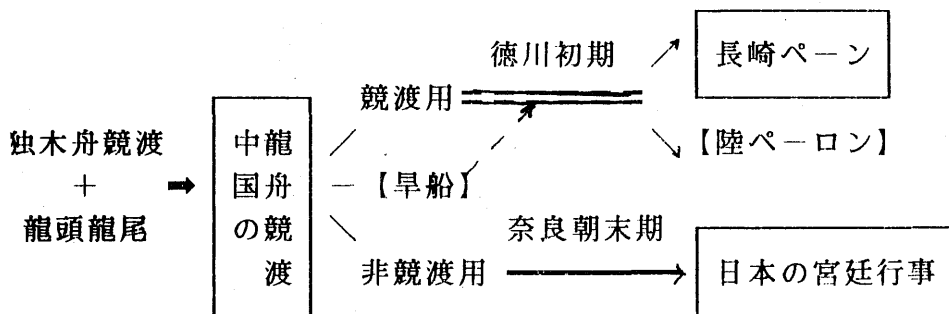 独木舟競渡
＋
龍頭龍尾
➡
中国の
龍舟競渡
競渡用
【旱船】
非競渡用
徳川初期
奈良朝末期
長崎ペーン
【陸ペーロン】
日本の宮廷行事